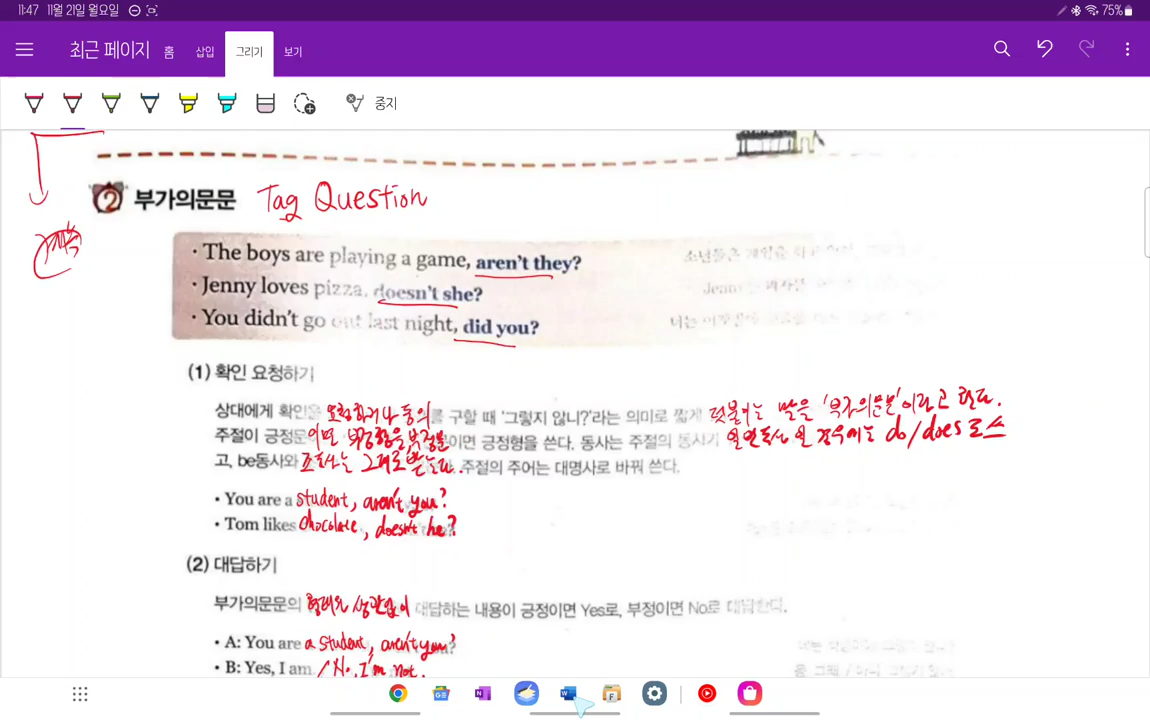 11:47 11월 21일 월요일 75%
최근 페이지 홈 삽입 그리기 보기
중지
2 부가의문문 Tag Question
· The boys are playing a game, aren't they?
· Jenny loves pizza, doesn't she?
· You didn't go out last night, did you?
(1) 확인 요청하기
상대에게 확인을 요청하거나 동의를 구할 때 '그렇지 않니?'라는 의미로 짧게 덧붙이는 말을 '부가의문문'이라고 한다.
주절이 긍정문이면 부정형을 부정문이면 긍정형을 쓴다. 동사는 주절의 동사가 일반동사일 경우에는 do/does로 쓰
고, be동사와 조동사는 그대로 받는다. 주절의 주어는 대명사로 바꿔 쓴다.
• You are a student, aren't you?
• Tom likes chocolate, doesn't he?
(2) 대답하기
부가의문문의 형태와 상관없이 대답하는 내용이 긍정이면 Yes로, 부정이면 No로 대답한다.
• A: You are a student, aren't you?
• B: Yes, I am. / No, I'm not.